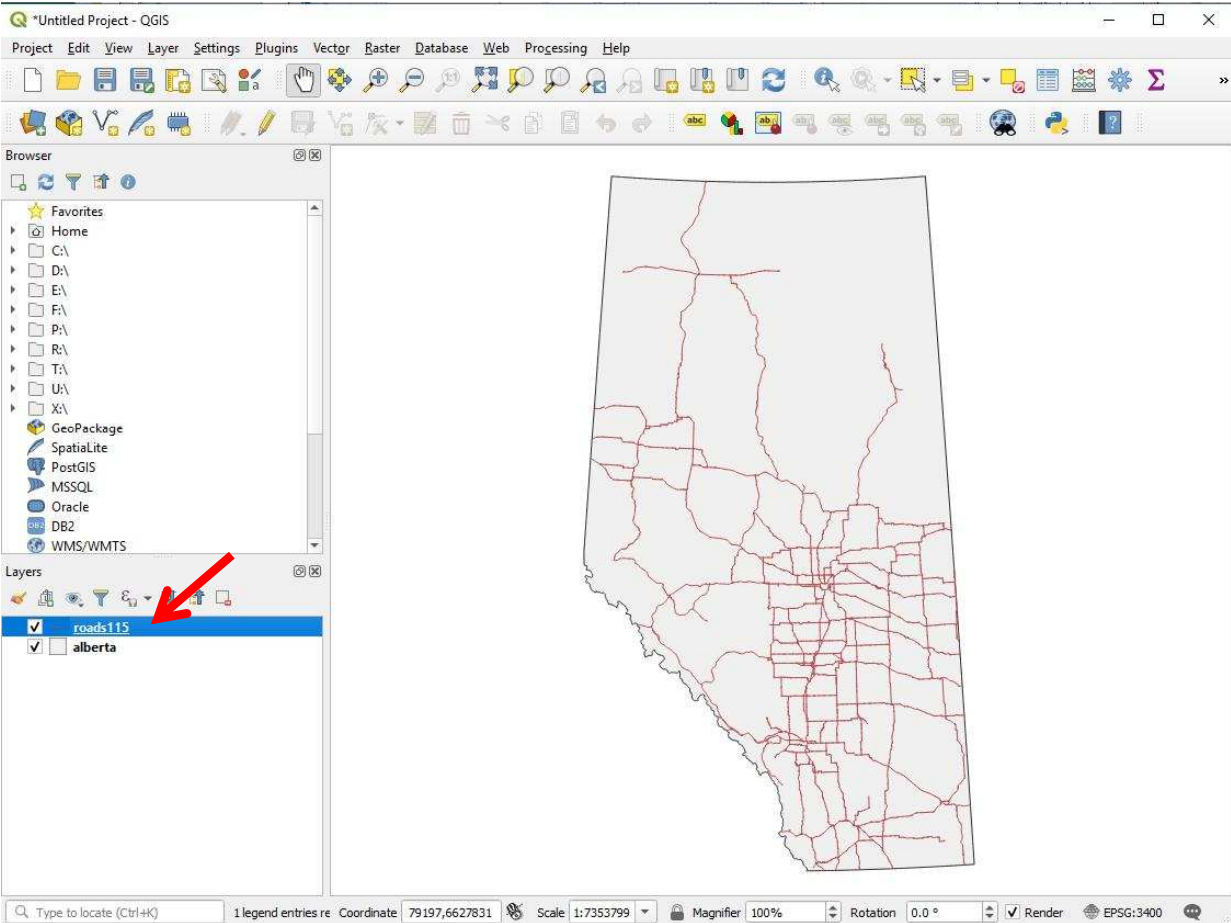 *Untitled Project - QGIS
Project Edit View Layer Settings Plugins Vector Raster Database Web Processing Help
Browser
Favorites
Home
C:\
D:\
E:\
F:\
P:\
R:\
T:\
U:\
X:\
GeoPackage
SpatiaLite
PostGIS
MSSQL
Oracle
DB2
WMS/WMTS
Layers
roads115
alberta
Type to locate (Ctrl+K) 1 legend entries re Coordinate 79197,6627831 Scale 1:7353799 Magnifier 100% Rotation 0.0 ° Render EPSG:3400